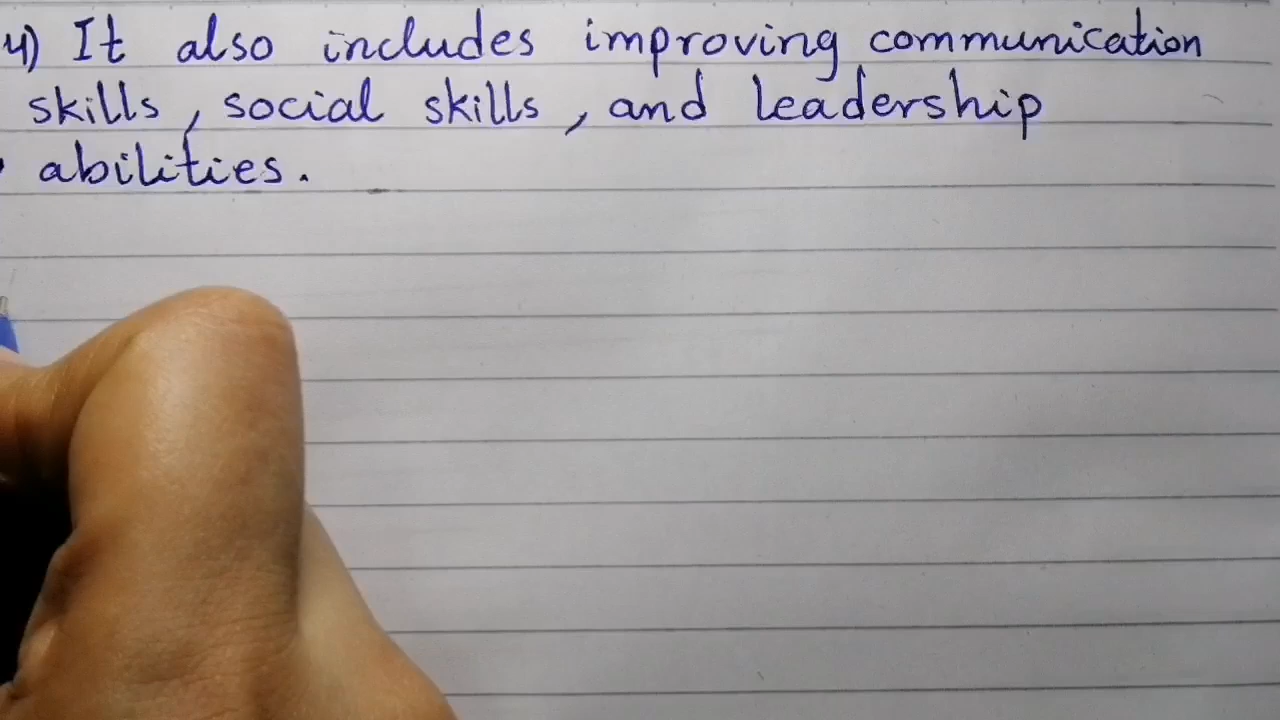 4) It also includes improving communication
skills, social skills, and leadership
abilities.